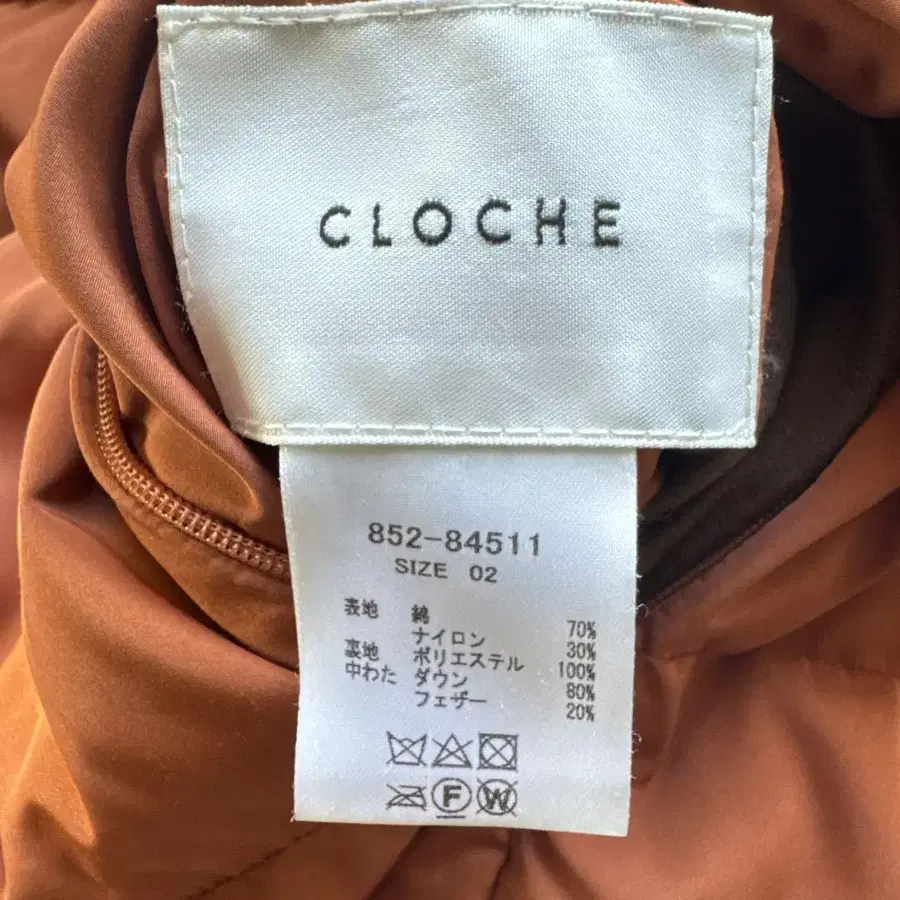 CLOCHE
852-84511
SIZE 02
表地 綿 70%
ナイロン 30%
裏地 ポリエステル 100%
中わた ダウン 80%
フェザー 20%
F W